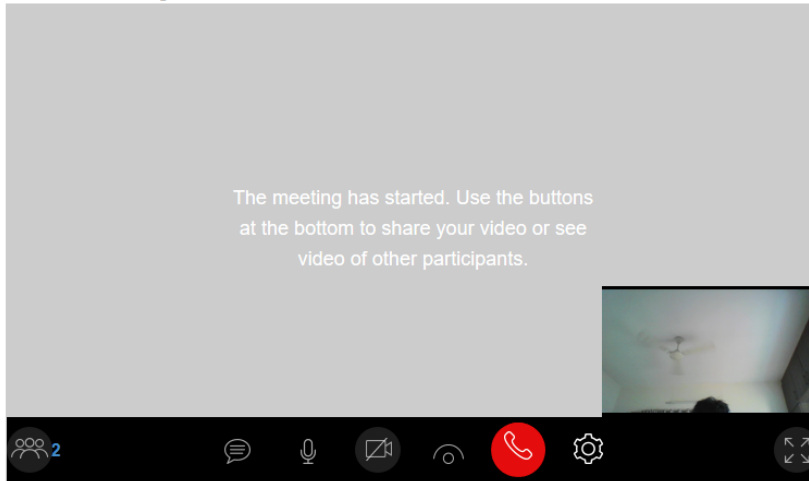 The meeting has started. Use the buttons
at the bottom to share your video or see
video of other participants.
2